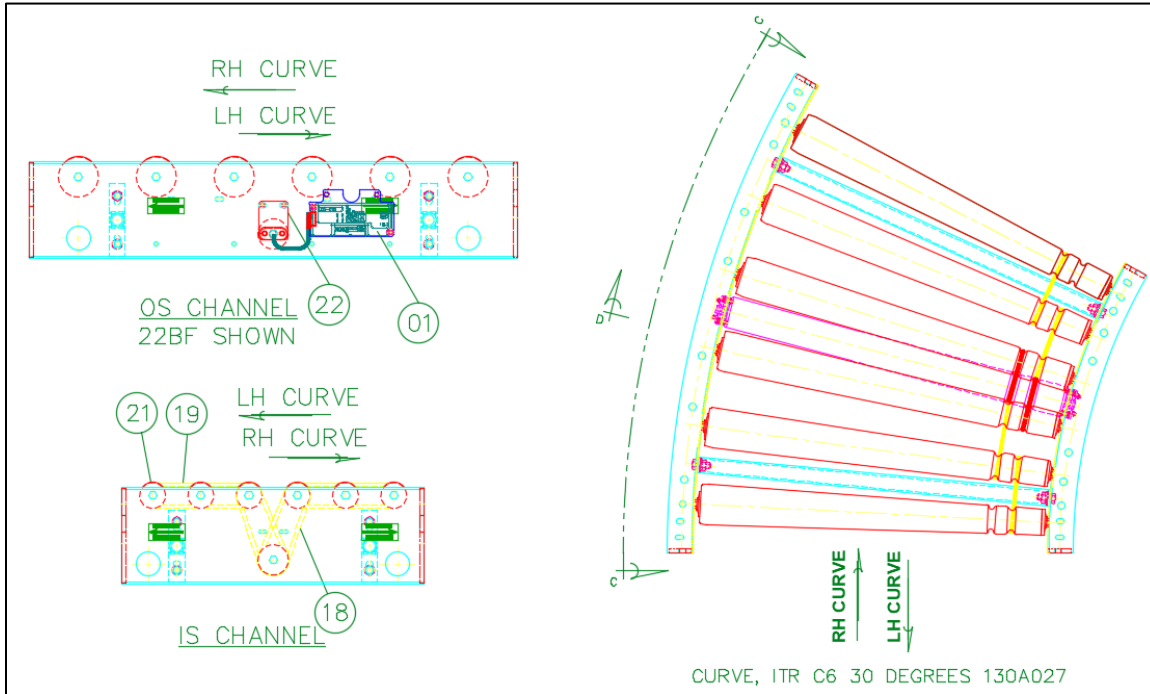 RH CURVE
LH CURVE
OS CHANNEL
22BF SHOWN
22
01
LH CURVE
RH CURVE
21
19
18
IS CHANNEL
C
D
C
RH CURVE
LH CURVE
CURVE, ITR C6 30 DEGREES 130A027